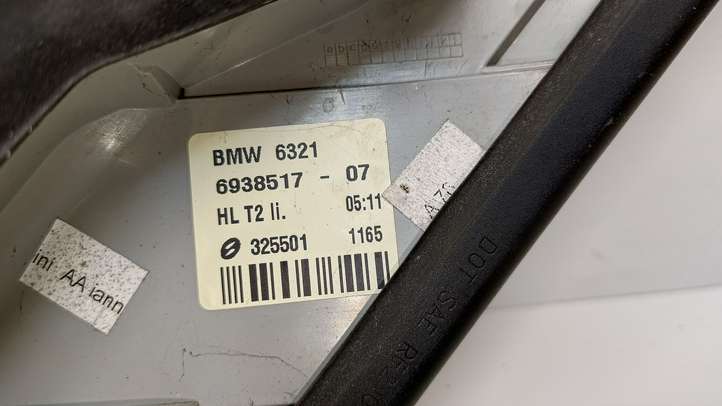 BMW 6321
6938517 - 07
HL T2 li. 05:11
325501 1165
ini AA iann
DOT SAE